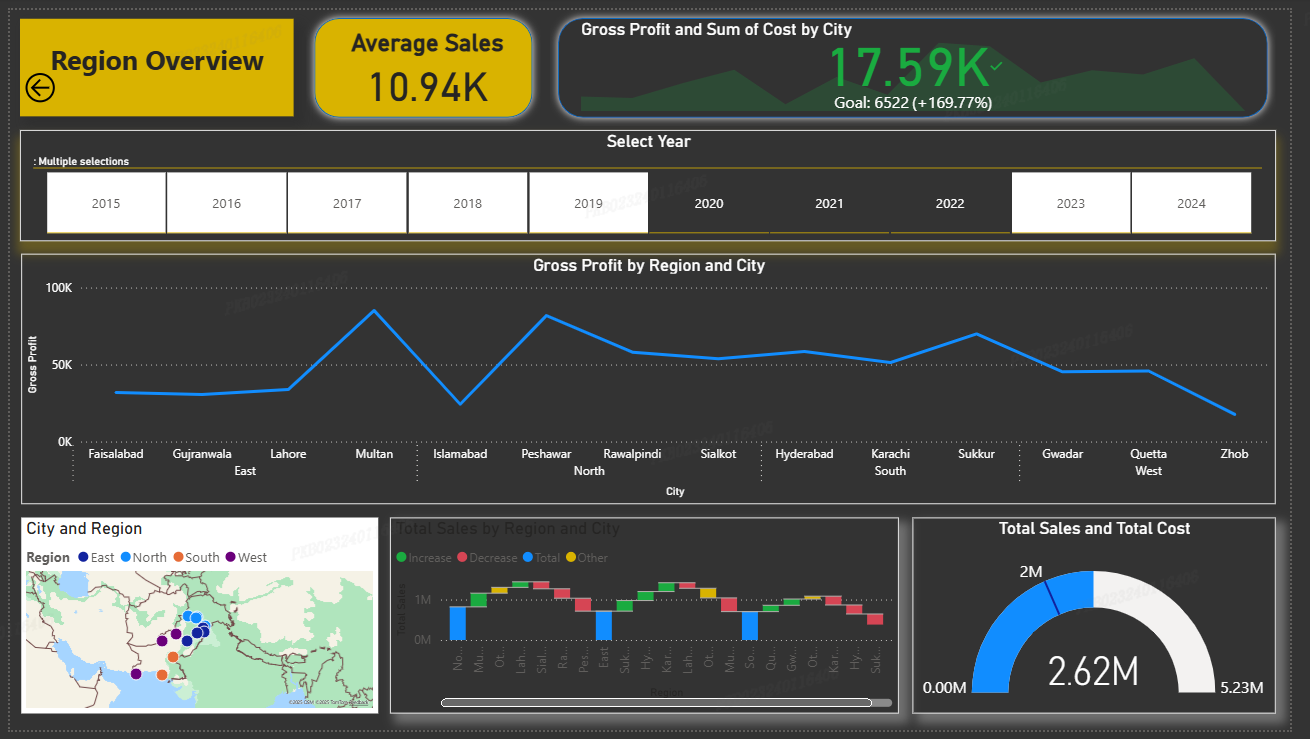 Region Overview
Average Sales
10.94K
Gross Profit and Sum of Cost by City
17.59K
Goal: 6522 (+169.77%)
Select Year
: Multiple selections
2015 2016 2017 2018 2019 2020 2021 2022 2023 2024
Gross Profit by Region and City
100K
50K
0K
Gross Profit
Faisalabad Gujranwala Lahore Multan Islamabad Peshawar Rawalpindi Sialkot Hyderabad Karachi Sukkur Gwadar Quetta Zhob
East North South West
City
City and Region
Region East North South West
©2025 OSM ©2025 TomTom Feedback
Total Sales by Region and City
Increase Decrease Total Other
Total Sales
1M
0M
No... Mu... Ot... Lah... Sial... Ra... Pes... East Suk... Hy... Kar... Lah... Ot... Mu... So... Qu... Gw... Ot... Kar... Hy... Suk...
Region
Total Sales and Total Cost
2M
0.00M
2.62M
5.23M